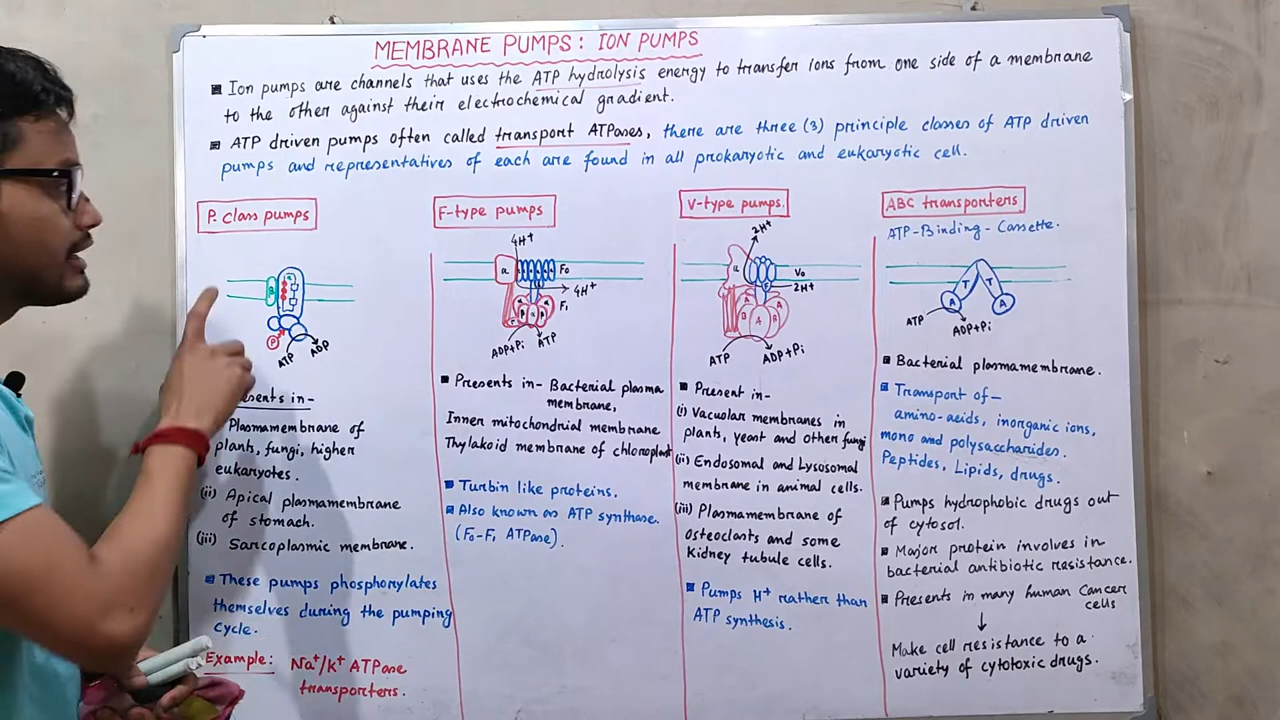 MEMBRANE PUMPS: ION PUMPS
Ion pumps are channels that uses the ATP hydrolysis energy to transfer Ions from one side of a membrane
to the other against their electrochemical gradient.
ATP driven pumps often called transport ATPases, there are three (3) principle classes of ATP driven
pumps and representatives of each are found in all prokaryotic and eukaryotic cell.
P. class pumps
β
α
P
ATP
ADP
esents in-
Plasmamembrane of
plants, fungi, higher
eukaryotes.
(ii) Apical plasmamembrane
of stomach.
(iii) Sarcoplasmic membrane.
These pumps phosphorylates
themselves during the pumping
cycle.
Example: Na+/K+ ATPase
transporters.
F-type pumps
4H+
a
F0
4H+
F1
ADP+Pi
ATP
Presents in- Bacterial plasma
membrane,
Inner mitochondrial membrane
Thylakoid membrane of chloroplast
Turbin like proteins.
Also known as ATP synthase.
(F0-F1 ATPase).
V-type pumps.
2H+
a
V0
2H+
B A A
ATP
ADP+Pi
Present in-
(i) Vacuolar membranes in
plants, yeast and other fungi
(ii) Endosomal and Lysosomal
membrane in animal cells.
(iii) Plasmamembrane of
Osteoclasts and some
Kidney tubule cells.
Pumps H+ rather than
ATP synthesis.
ABC transporters
ATP-Binding-Cassette.
T T
A A
ATP
ADP+Pi
Bacterial plasmamembrane.
Transport of—
amino-acids, inorganic ions,
mono and polysaccharides.
Peptides, Lipids, drugs.
Pumps hydrophobic drugs out
of cytosol.
Major protein involves in
bacterial antibiotic resistance.
Presents in many human Cancer
cells
↓
Make cell resistance to a
variety of cytotoxic drugs.